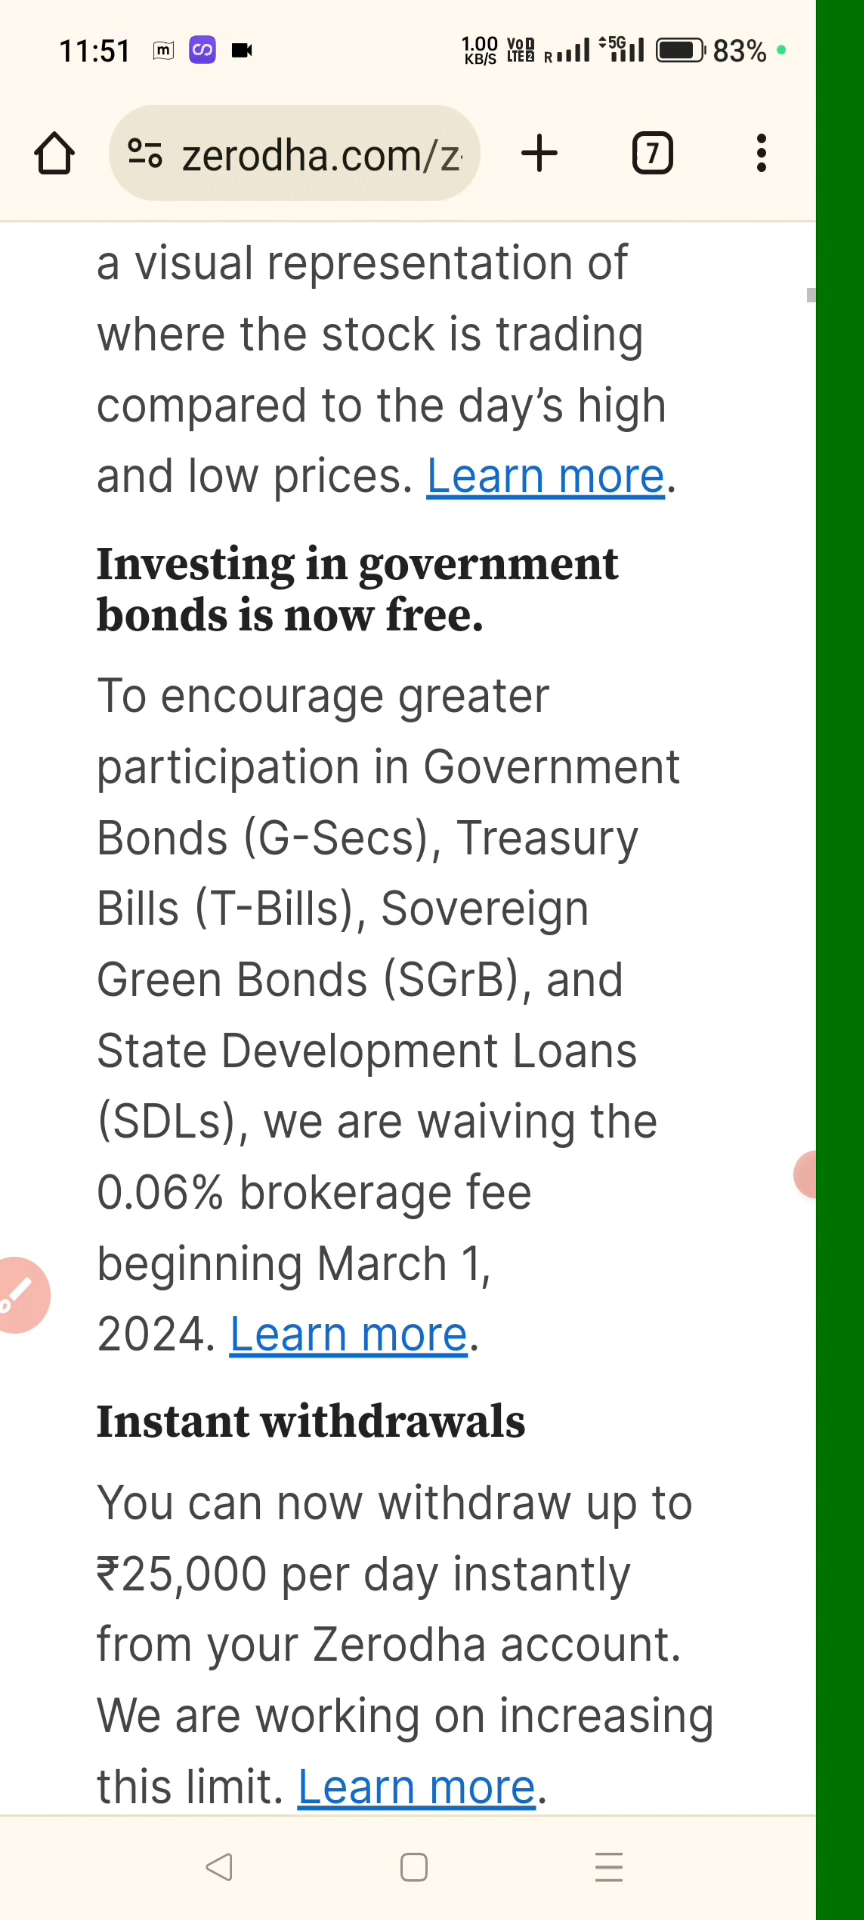 11:51 m 1.00 KB/S VoD LTE2 R 5G 83%
zerodha.com/z 7
a visual representation of
where the stock is trading
compared to the day’s high
and low prices. Learn more.
Investing in government
bonds is now free.
To encourage greater
participation in Government
Bonds (G-Secs), Treasury
Bills (T-Bills), Sovereign
Green Bonds (SGrB), and
State Development Loans
(SDLs), we are waiving the
0.06% brokerage fee
beginning March 1,
2024. Learn more.
Instant withdrawals
You can now withdraw up to
₹25,000 per day instantly
from your Zerodha account.
We are working on increasing
this limit. Learn more.